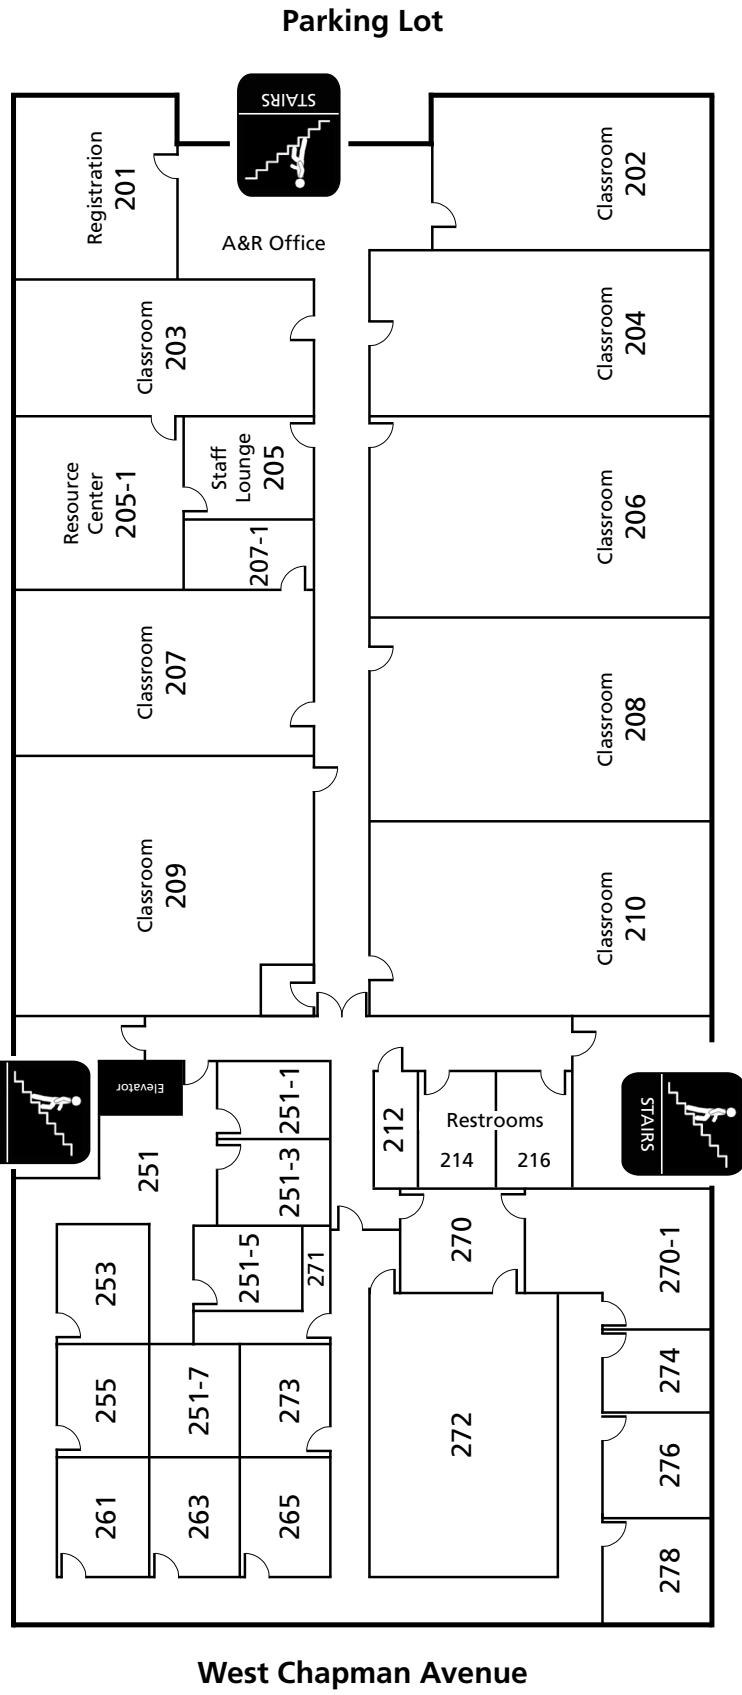 Parking Lot
STAIRS
Registration
201
Classroom
202
A&R Office
Classroom
203
Classroom
204
Resource
Center
205-1
Staff
Lounge
205
Classroom
206
207-1
Classroom
207
Classroom
208
Classroom
209
Classroom
210
Elevator
251
251-1
251-3
212
Restrooms
214
216
STAIRS
253
251-5
271
270
270-1
255
251-7
273
272
274
276
261
263
265
278
West Chapman Avenue